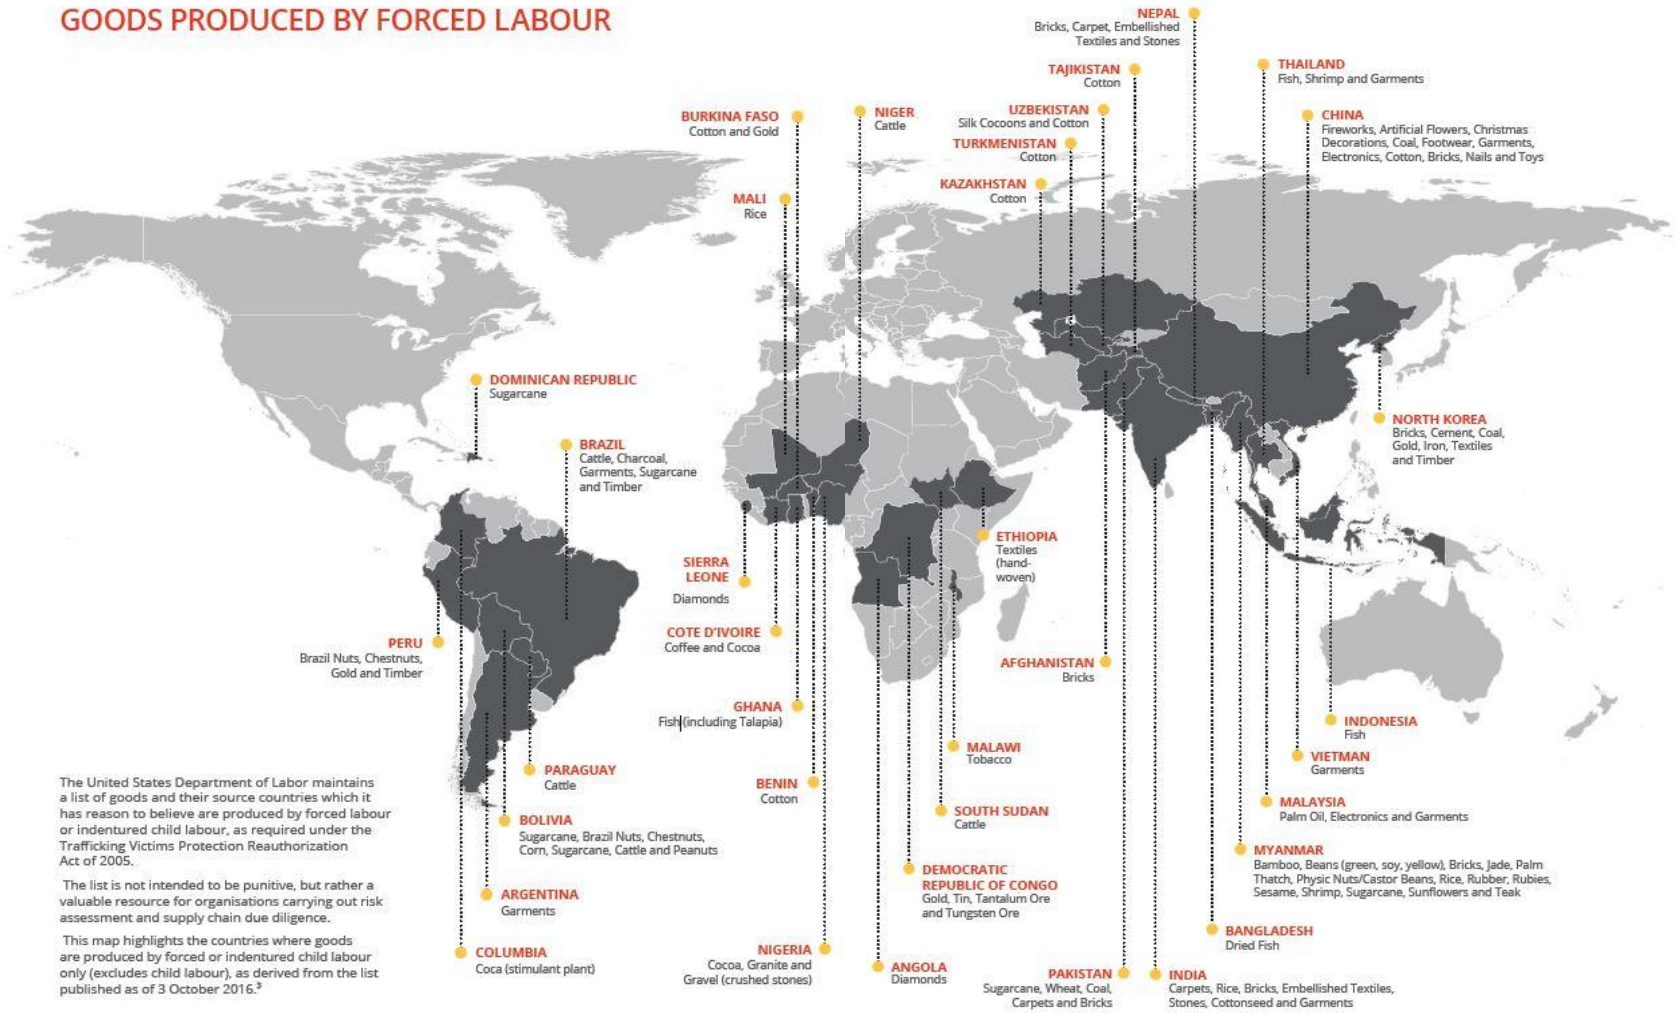 GOODS PRODUCED BY FORCED LABOUR
NEPAL
Bricks, Carpet, Embellished
Textiles and Stones
TAJIKISTAN
Cotton
UZBEKISTAN
Silk Cocoons and Cotton
TURKMENISTAN
Cotton
KAZAKHSTAN
Cotton
THAILAND
Fish, Shrimp and Garments
CHINA
Fireworks, Artificial Flowers, Christmas
Decorations, Coal, Footwear, Garments,
Electronics, Cotton, Bricks, Nails and Toys
BURKINA FASO
Cotton and Gold
NIGER
Cattle
MALI
Rice
DOMINICAN REPUBLIC
Sugarcane
BRAZIL
Cattle, Charcoal,
Garments, Sugarcane
and Timber
NORTH KOREA
Bricks, Cement, Coal,
Gold, Iron, Textiles
and Timber
SIERRA
LEONE
Diamonds
ETHIOPIA
Textiles
(hand-
woven)
COTE D'IVOIRE
Coffee and Cocoa
PERU
Brazil Nuts, Chestnuts,
Gold and Timber
AFGHANISTAN
Bricks
GHANA
Fish (including Talapia)
INDONESIA
Fish
MALAWI
Tobacco
VIETMAN
Garments
PARAGUAY
Cattle
BENIN
Cotton
MALAYSIA
Palm Oil, Electronics and Garments
SOUTH SUDAN
Cattle
BOLIVIA
Sugarcane, Brazil Nuts, Chestnuts,
Corn, Sugarcane, Cattle and Peanuts
MYANMAR
Bamboo, Beans (green, soy, yellow), Bricks, Jade, Palm
Thatch, Physic Nuts/Castor Beans, Rice, Rubber, Rubies,
Sesame, Shrimp, Sugarcane, Sunflowers and Teak
DEMOCRATIC
REPUBLIC OF CONGO
Gold, Tin, Tantalum Ore
and Tungsten Ore
ARGENTINA
Garments
BANGLADESH
Dried Fish
COLUMBIA
Coca (stimulant plant)
NIGERIA
Cocoa, Granite and
Gravel (crushed stones)
ANGOLA
Diamonds
PAKISTAN
Sugarcane, Wheat, Coal,
Carpets and Bricks
INDIA
Carpets, Rice, Bricks, Embellished Textiles,
Stones, Cottonseed and Garments
The United States Department of Labor maintains
a list of goods and their source countries which it
has reason to believe are produced by forced labour
or indentured child labour, as required under the
Trafficking Victims Protection Reauthorization
Act of 2005.
The list is not intended to be punitive, but rather a
valuable resource for organisations carrying out risk
assessment and supply chain due diligence.
This map highlights the countries where goods
are produced by forced or indentured child labour
only (excludes child labour), as derived from the list
published as of 3 October 2016.³